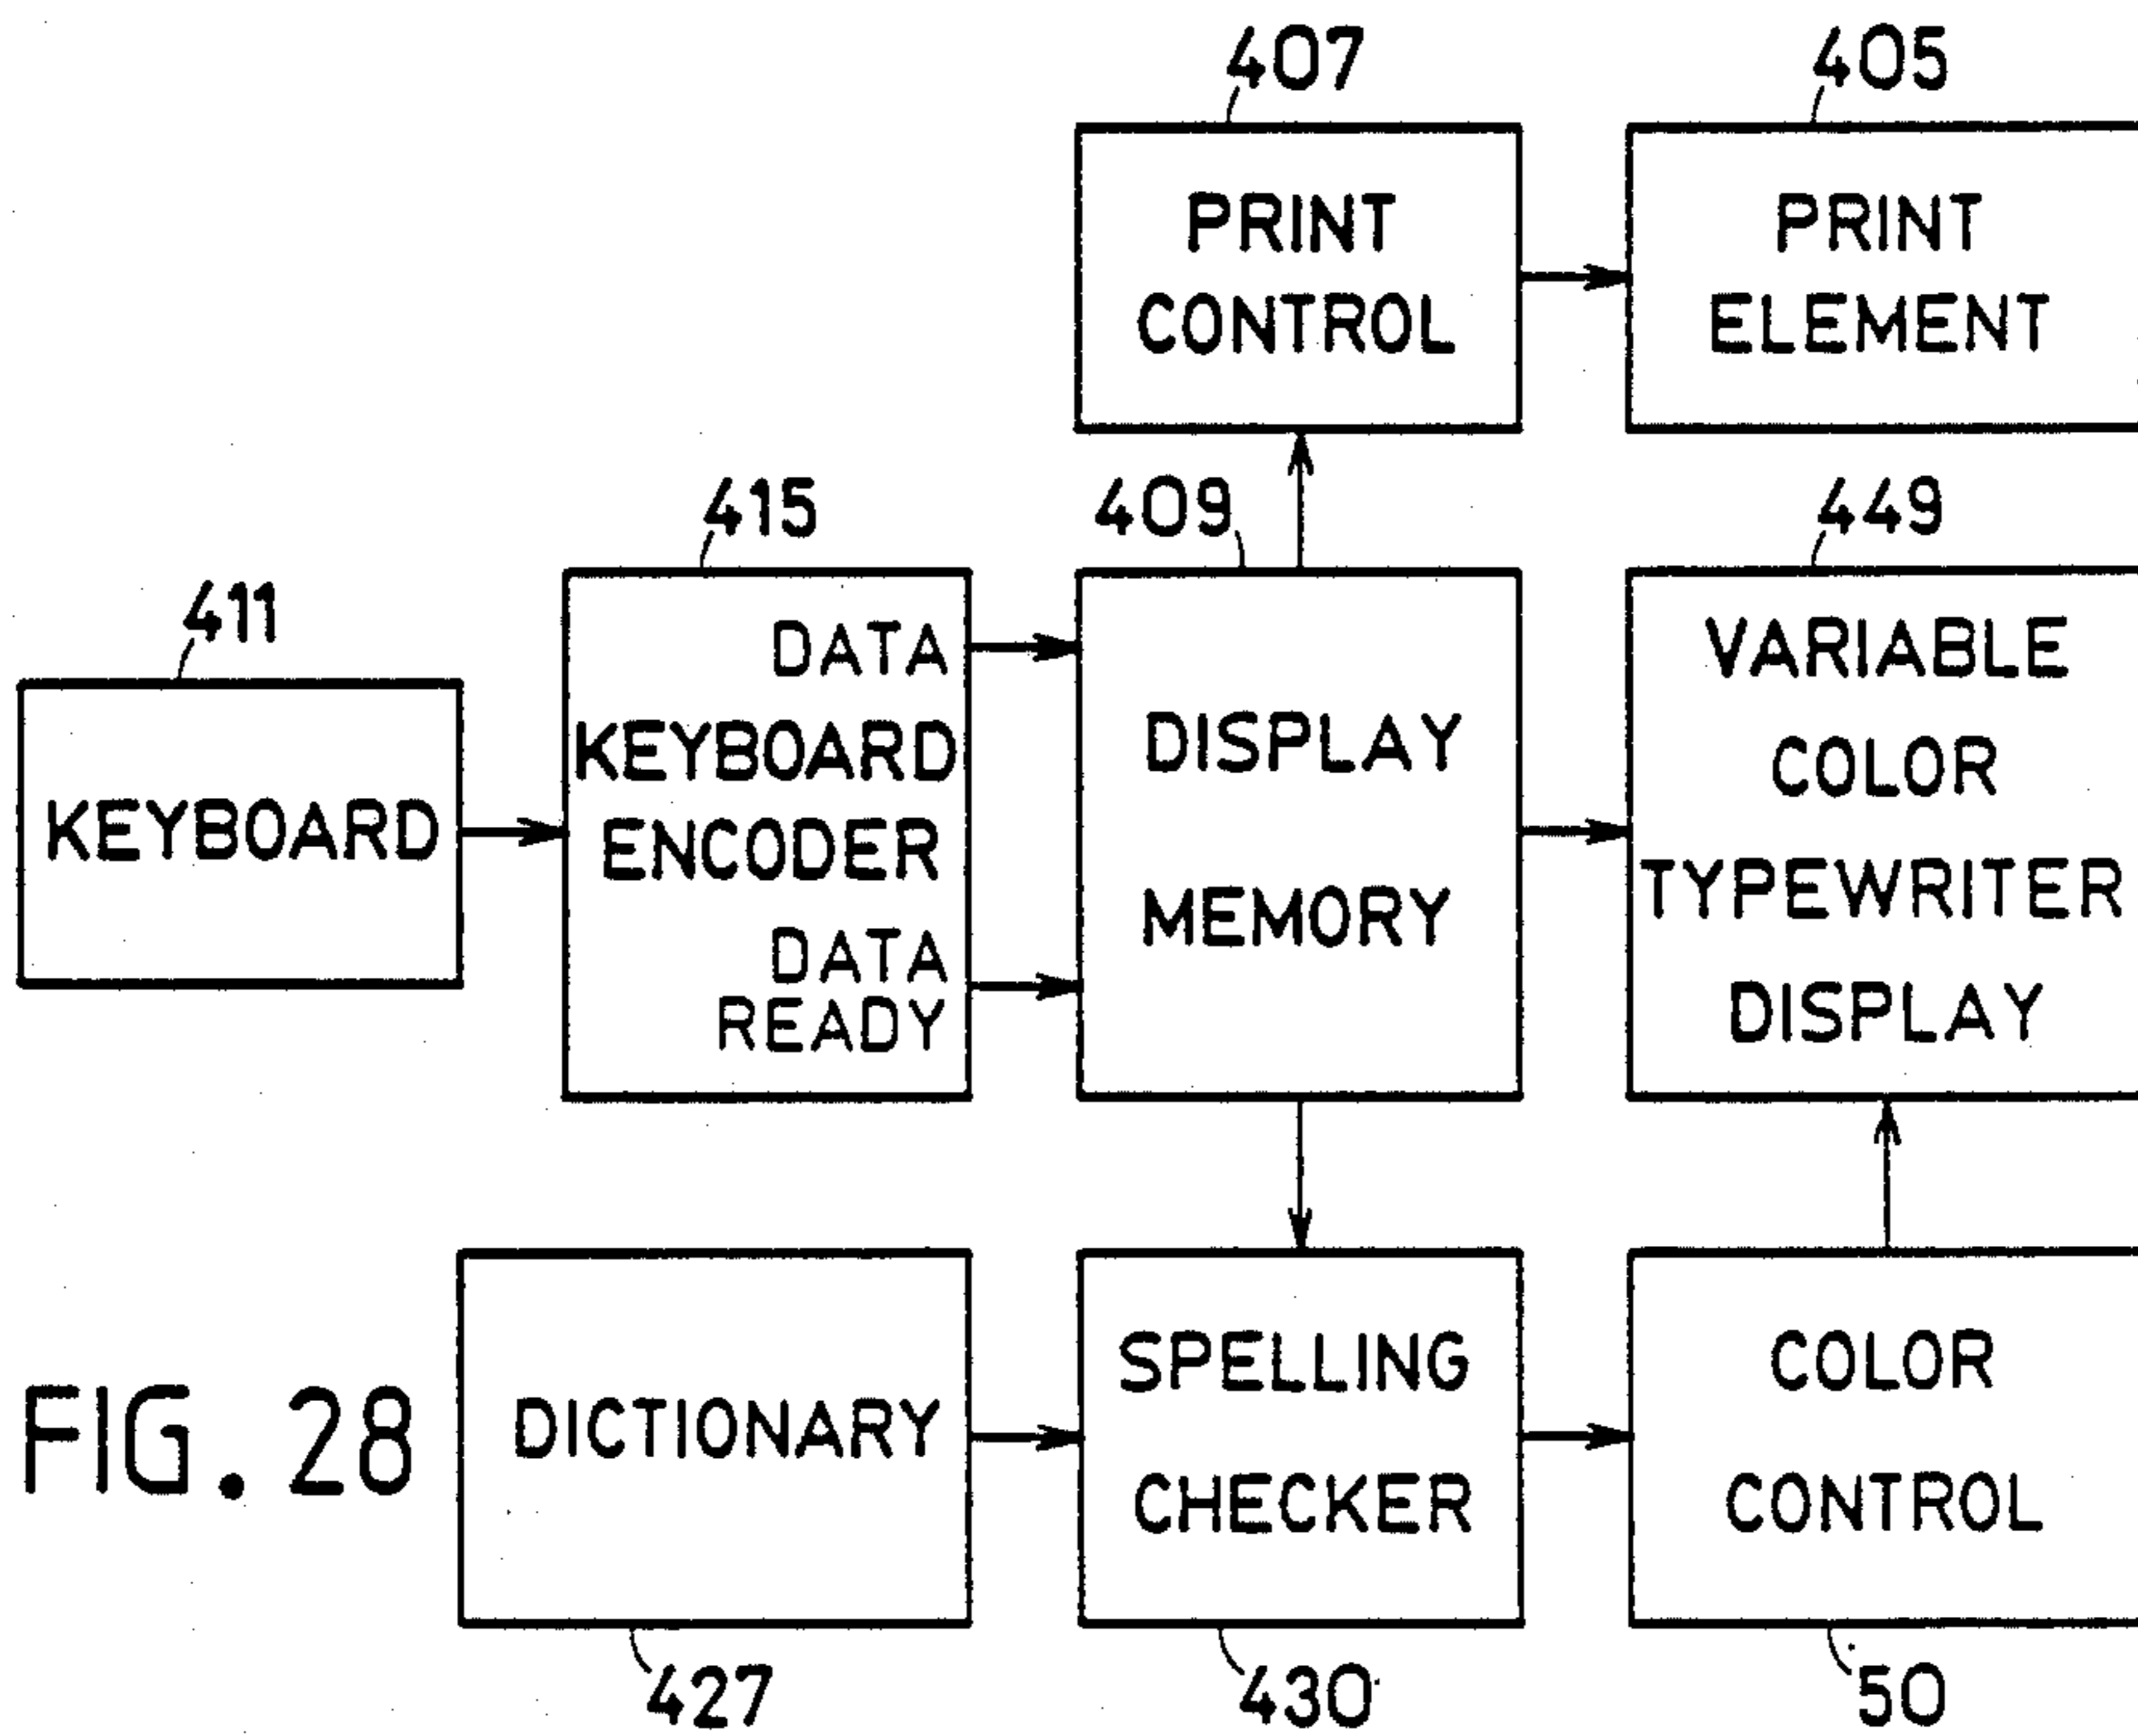 407
405
PRINT
CONTROL
PRINT
ELEMENT
415
409
449
411
KEYBOARD
DATA
KEYBOARD
ENCODER
DATA
READY
DISPLAY
MEMORY
VARIABLE
COLOR
TYPEWRITER
DISPLAY
FIG. 28
DICTIONARY
SPELLING
CHECKER
COLOR
CONTROL
427
430
50